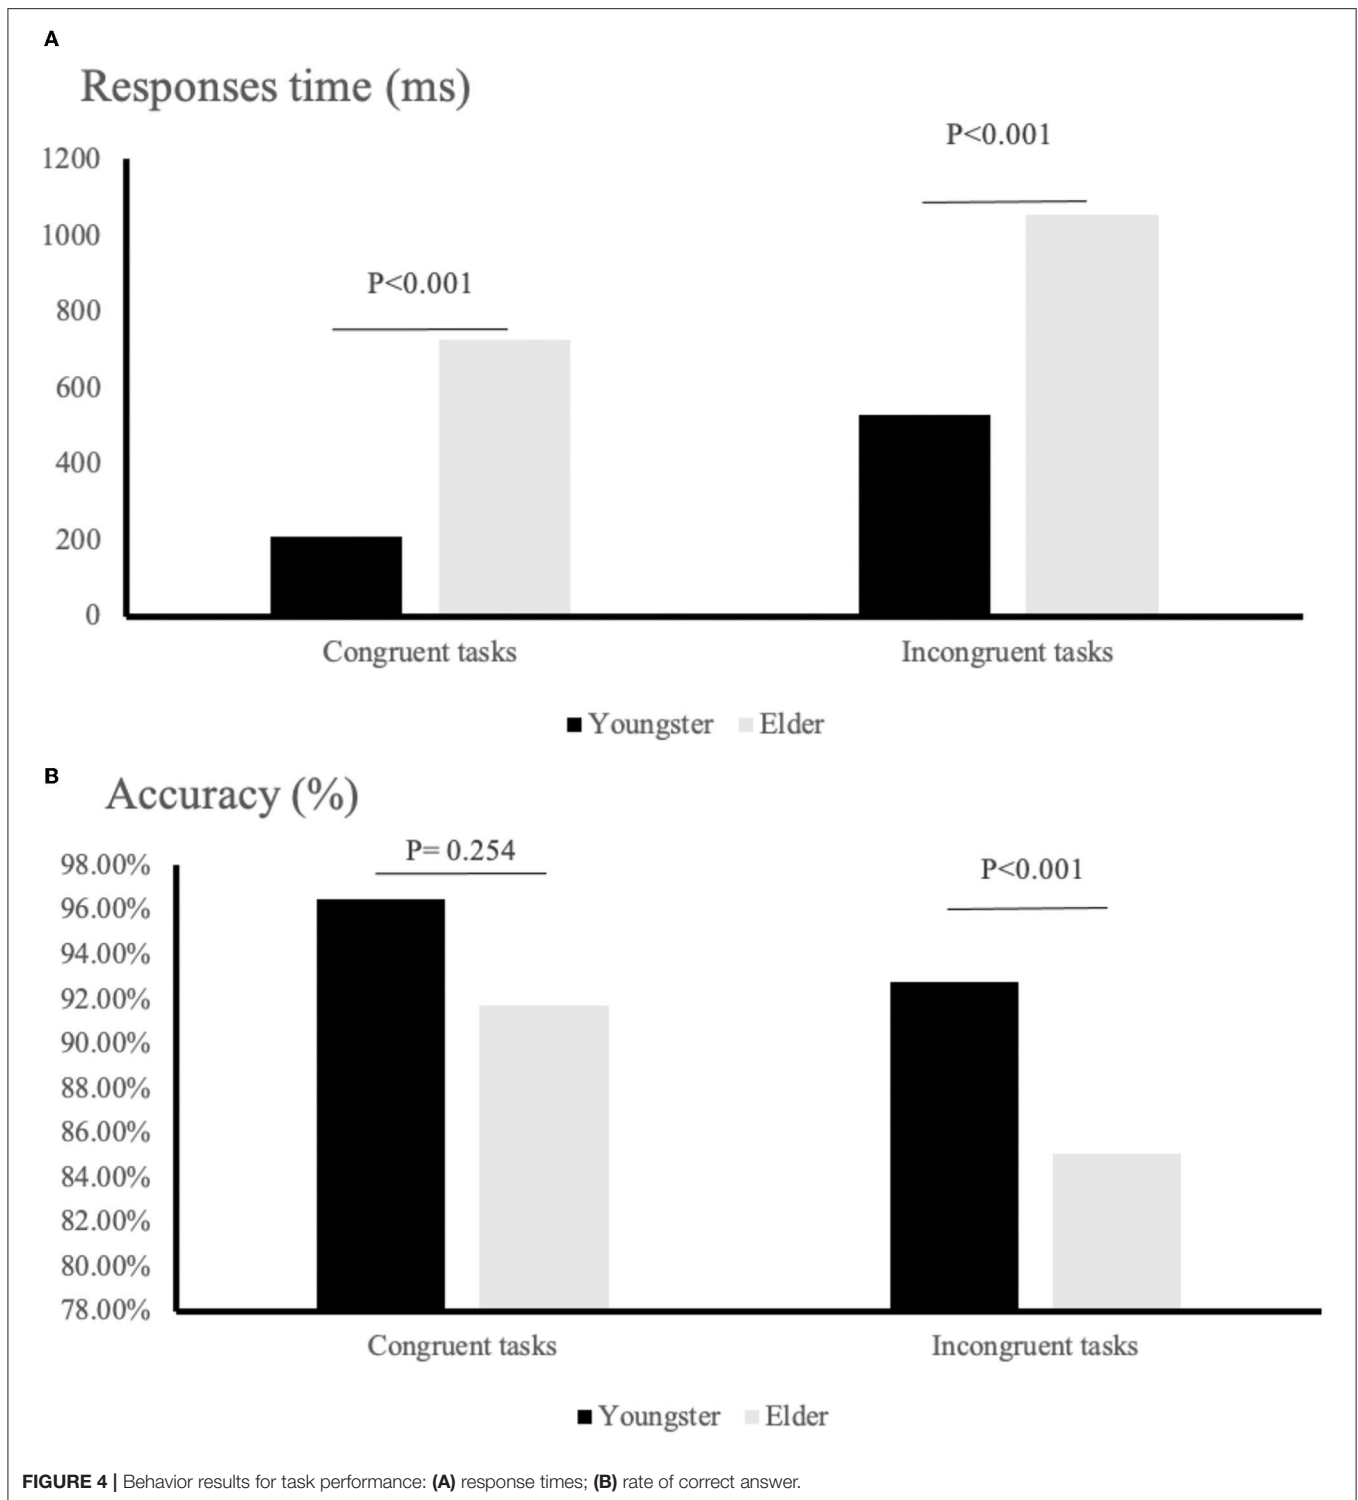 A
Responses time (ms)
P<0.001
1200
1000
P<0.001
800
600
400
200
0
Congruent tasks Incongruent tasks
Youngster Elder
B
Accuracy (%)
P= 0.254
98.00%
P<0.001
96.00%
94.00%
92.00%
90.00%
88.00%
86.00%
84.00%
82.00%
80.00%
78.00%
Congruent tasks Incongruent tasks
Youngster Elder
FIGURE 4 | Behavior results for task performance: (A) response times; (B) rate of correct answer.